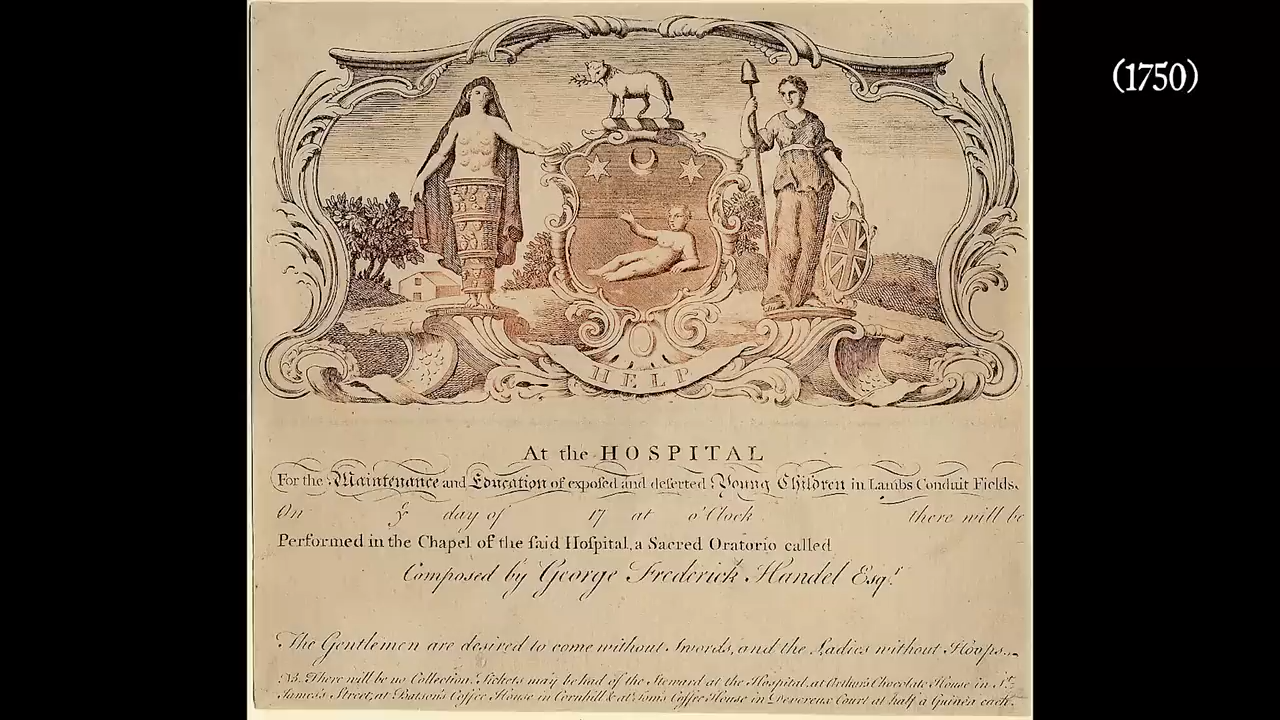 (1750)
HELP
At the HOSPITAL
For the Maintenance and Education of exposed and deserted Young Children in Lambs Conduit Fields.
On yᵉ day of 17 at o'Clock there will be
Performed in the Chapel of the ſaid Hoſpital, a Sacred Oratorio called
Composed by George Frederick Handel Esqʳ.
The Gentlemen are desired to come without Swords, and the Ladies without Hoops.
NB. There will be no Collection. Tickets may be had of the Steward at the Hospital, at Arthur's Chocolate House in Sᵗ.
James's Street, at Batson's Coffee House in Cornhill & at Tom's Coffee House in Devereux Court at half a Guinea each.